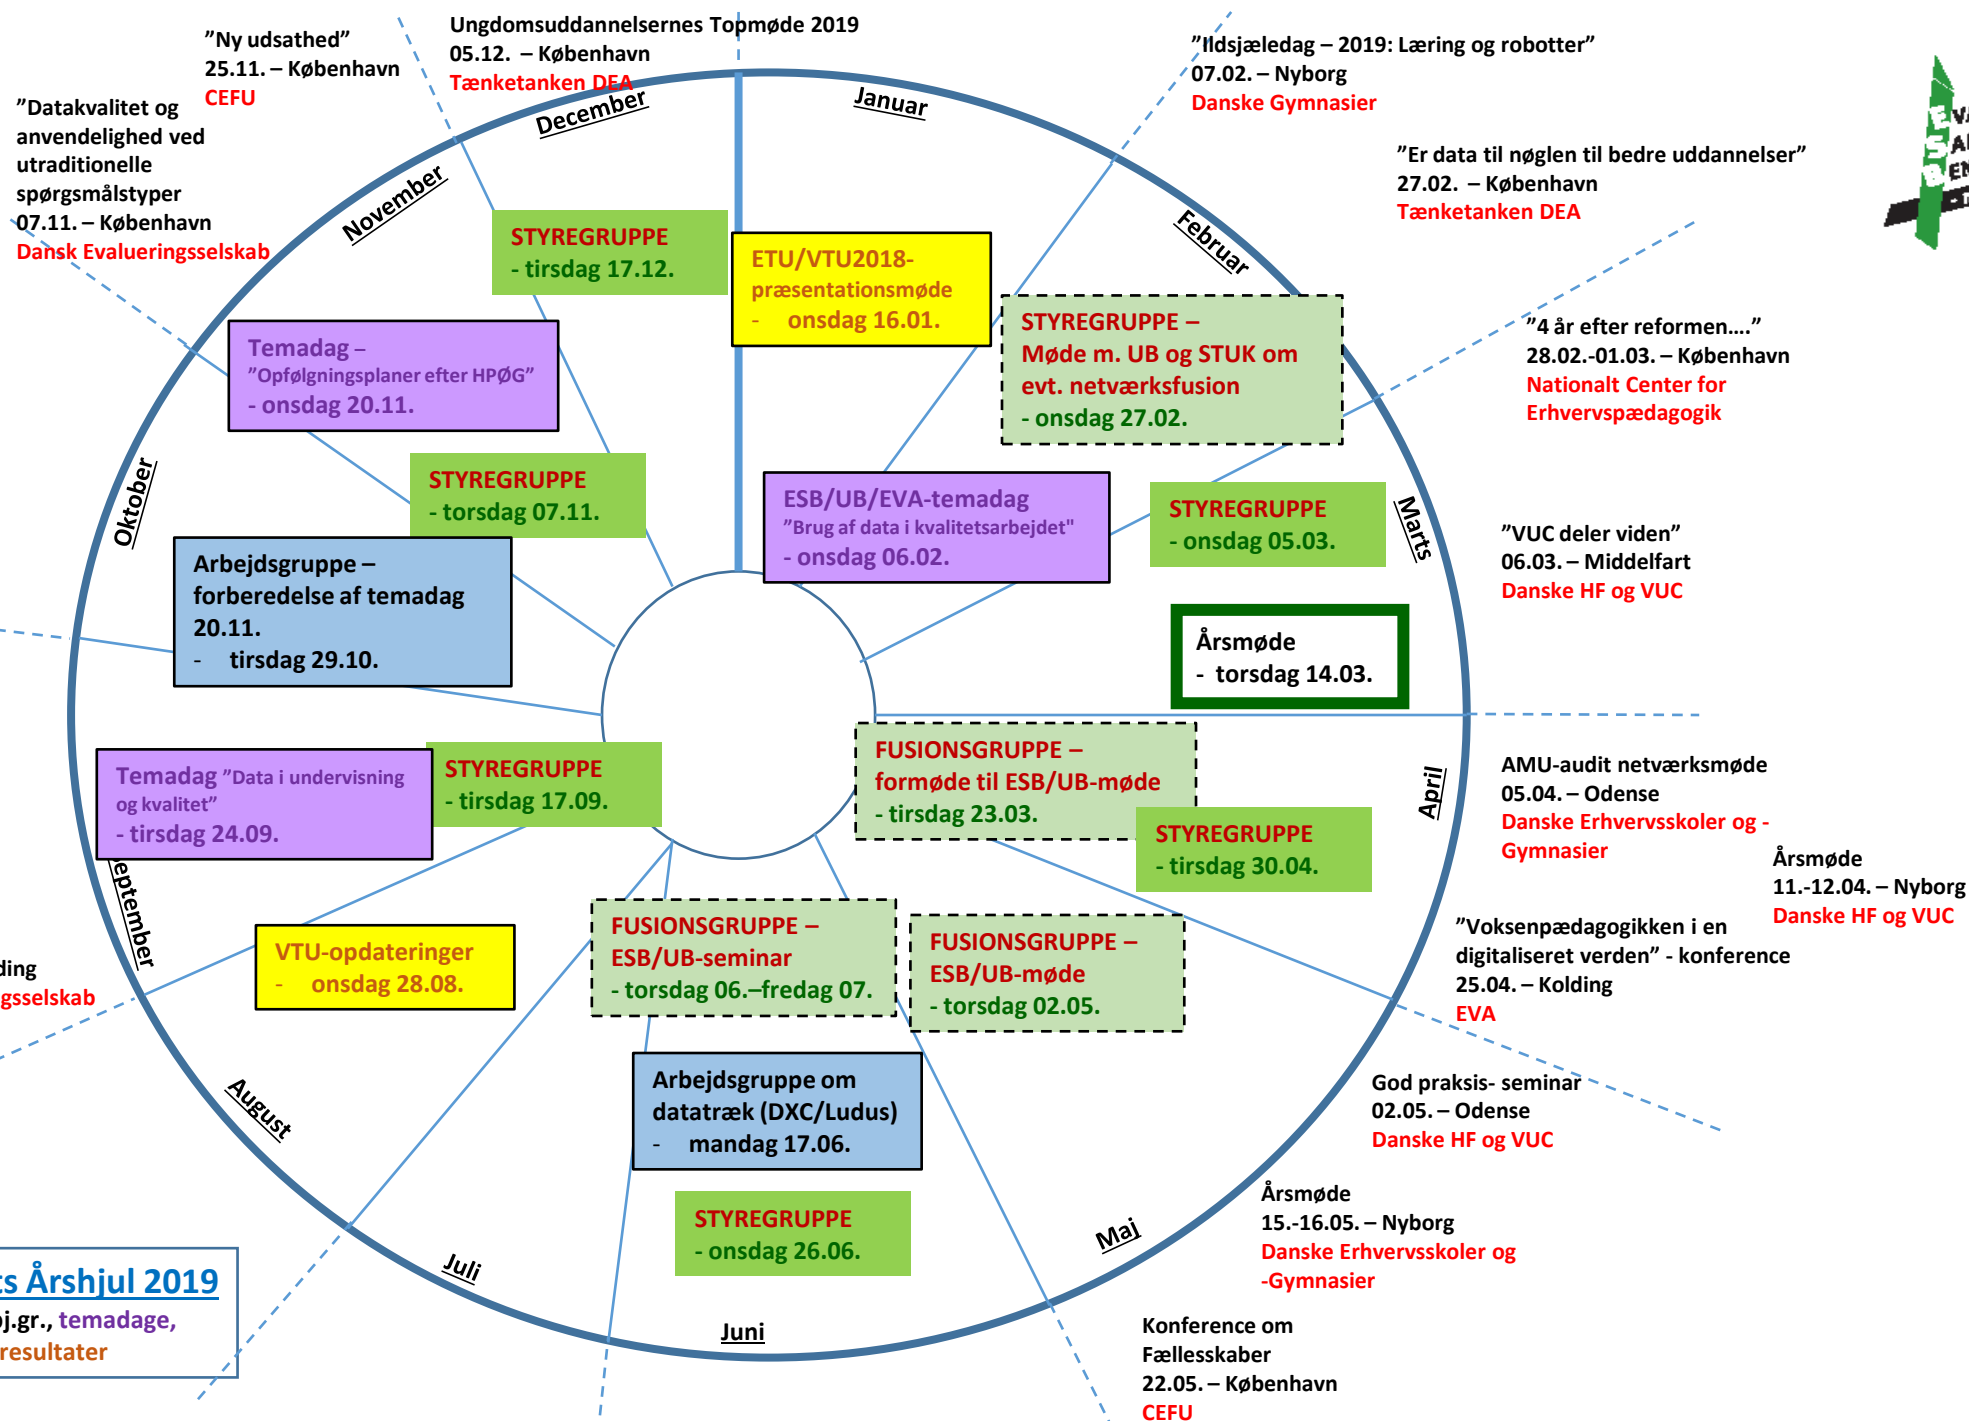 "Ny udsathed"
25.11. – København
CEFU
Ungdomsuddannelsernes Topmøde 2019
05.12. – København
Tænketanken DEA
"Ildsjæledag – 2019: Læring og robotter"
07.02. – Nyborg
Danske Gymnasier
"Datakvalitet og
anvendelighed ved
utraditionelle
spørgsmålstyper
07.11. – København
Dansk Evalueringsselskab
"Er data til nøglen til bedre uddannelser"
27.02. – København
Tænketanken DEA
ESB
"4 år efter reformen...."
28.02.-01.03. – København
Nationalt Center for
Erhvervspædagogik
"VUC deler viden"
06.03. – Middelfart
Danske HF og VUC
AMU-audit netværksmøde
05.04. – Odense
Danske Erhvervsskoler og -
Gymnasier
Årsmøde
11.-12.04. – Nyborg
Danske HF og VUC
"Voksenpædagogikken i en
digitaliseret verden" - konference
25.04. – Kolding
EVA
God praksis- seminar
02.05. – Odense
Danske HF og VUC
Årsmøde
15.-16.05. – Nyborg
Danske Erhvervsskoler og
-Gymnasier
Konference om
Fællesskaber
22.05. – København
CEFU
Januar
Februar
Marts
April
Maj
Juni
Juli
August
eptember
Oktober
November
December
STYREGRUPPE
- tirsdag 17.12.
ETU/VTU2018-
præsentationsmøde
- onsdag 16.01.
STYREGRUPPE –
Møde m. UB og STUK om
evt. netværksfusion
- onsdag 27.02.
Temadag –
"Opfølgningsplaner efter HPØG"
- onsdag 20.11.
STYREGRUPPE
- torsdag 07.11.
ESB/UB/EVA-temadag
"Brug af data i kvalitetsarbejdet"
- onsdag 06.02.
STYREGRUPPE
- onsdag 05.03.
Arbejdsgruppe –
forberedelse af temadag
20.11.
- tirsdag 29.10.
Årsmøde
- torsdag 14.03.
Temadag "Data i undervisning
og kvalitet"
- tirsdag 24.09.
STYREGRUPPE
- tirsdag 17.09.
FUSIONSGRUPPE –
formøde til ESB/UB-møde
- tirsdag 23.03.
STYREGRUPPE
- tirsdag 30.04.
VTU-opdateringer
- onsdag 28.08.
FUSIONSGRUPPE –
ESB/UB-seminar
- torsdag 06.–fredag 07.
FUSIONSGRUPPE –
ESB/UB-møde
- torsdag 02.05.
Arbejdsgruppe om
datatræk (DXC/Ludus)
- mandag 17.06.
STYREGRUPPE
- onsdag 26.06.
ding
gsselskab
ts Årshjul 2019
oj.gr., temadage,
resultater